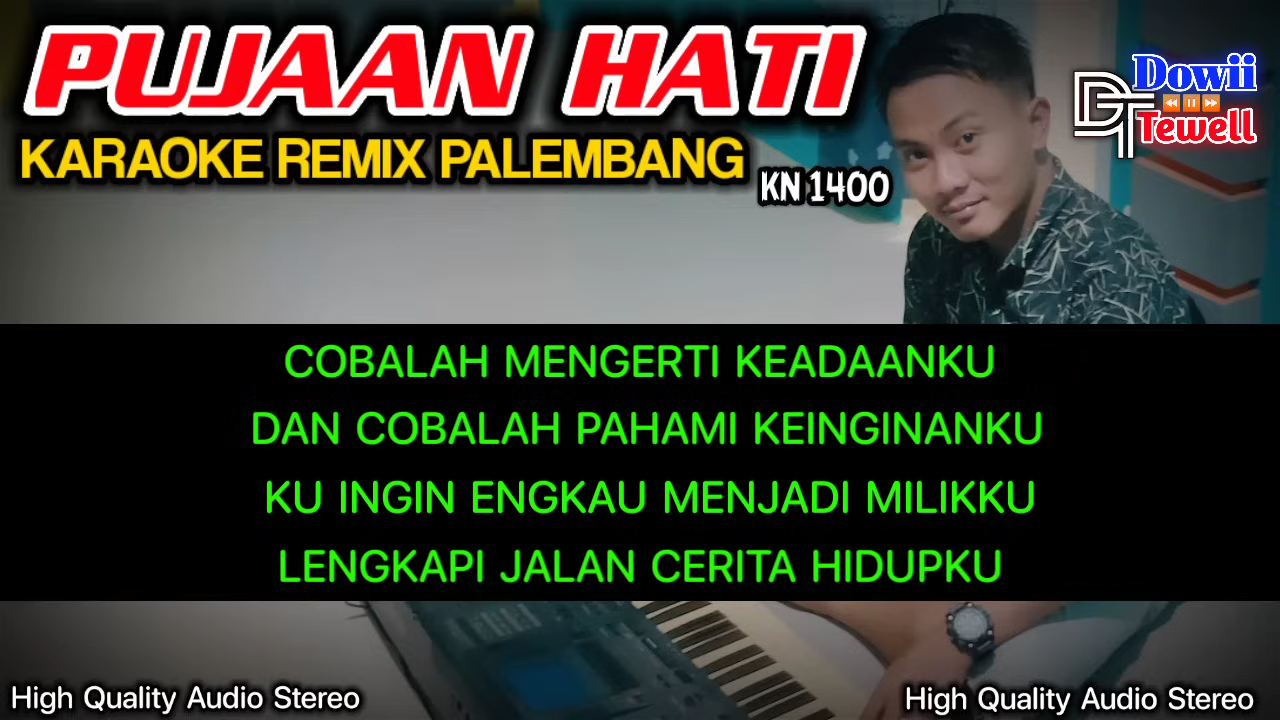 PUJAAN HATI
KARAOKE REMIX PALEMBANG
KN 1400
DT
Dowii
Tewell
COBALAH MENGERTI KEADAANKU
DAN COBALAH PAHAMI KEINGINANKU
KU INGIN ENGKAU MENJADI MILIKKU
LENGKAPI JALAN CERITA HIDUPKU
High Quality Audio Stereo
High Quality Audio Stereo